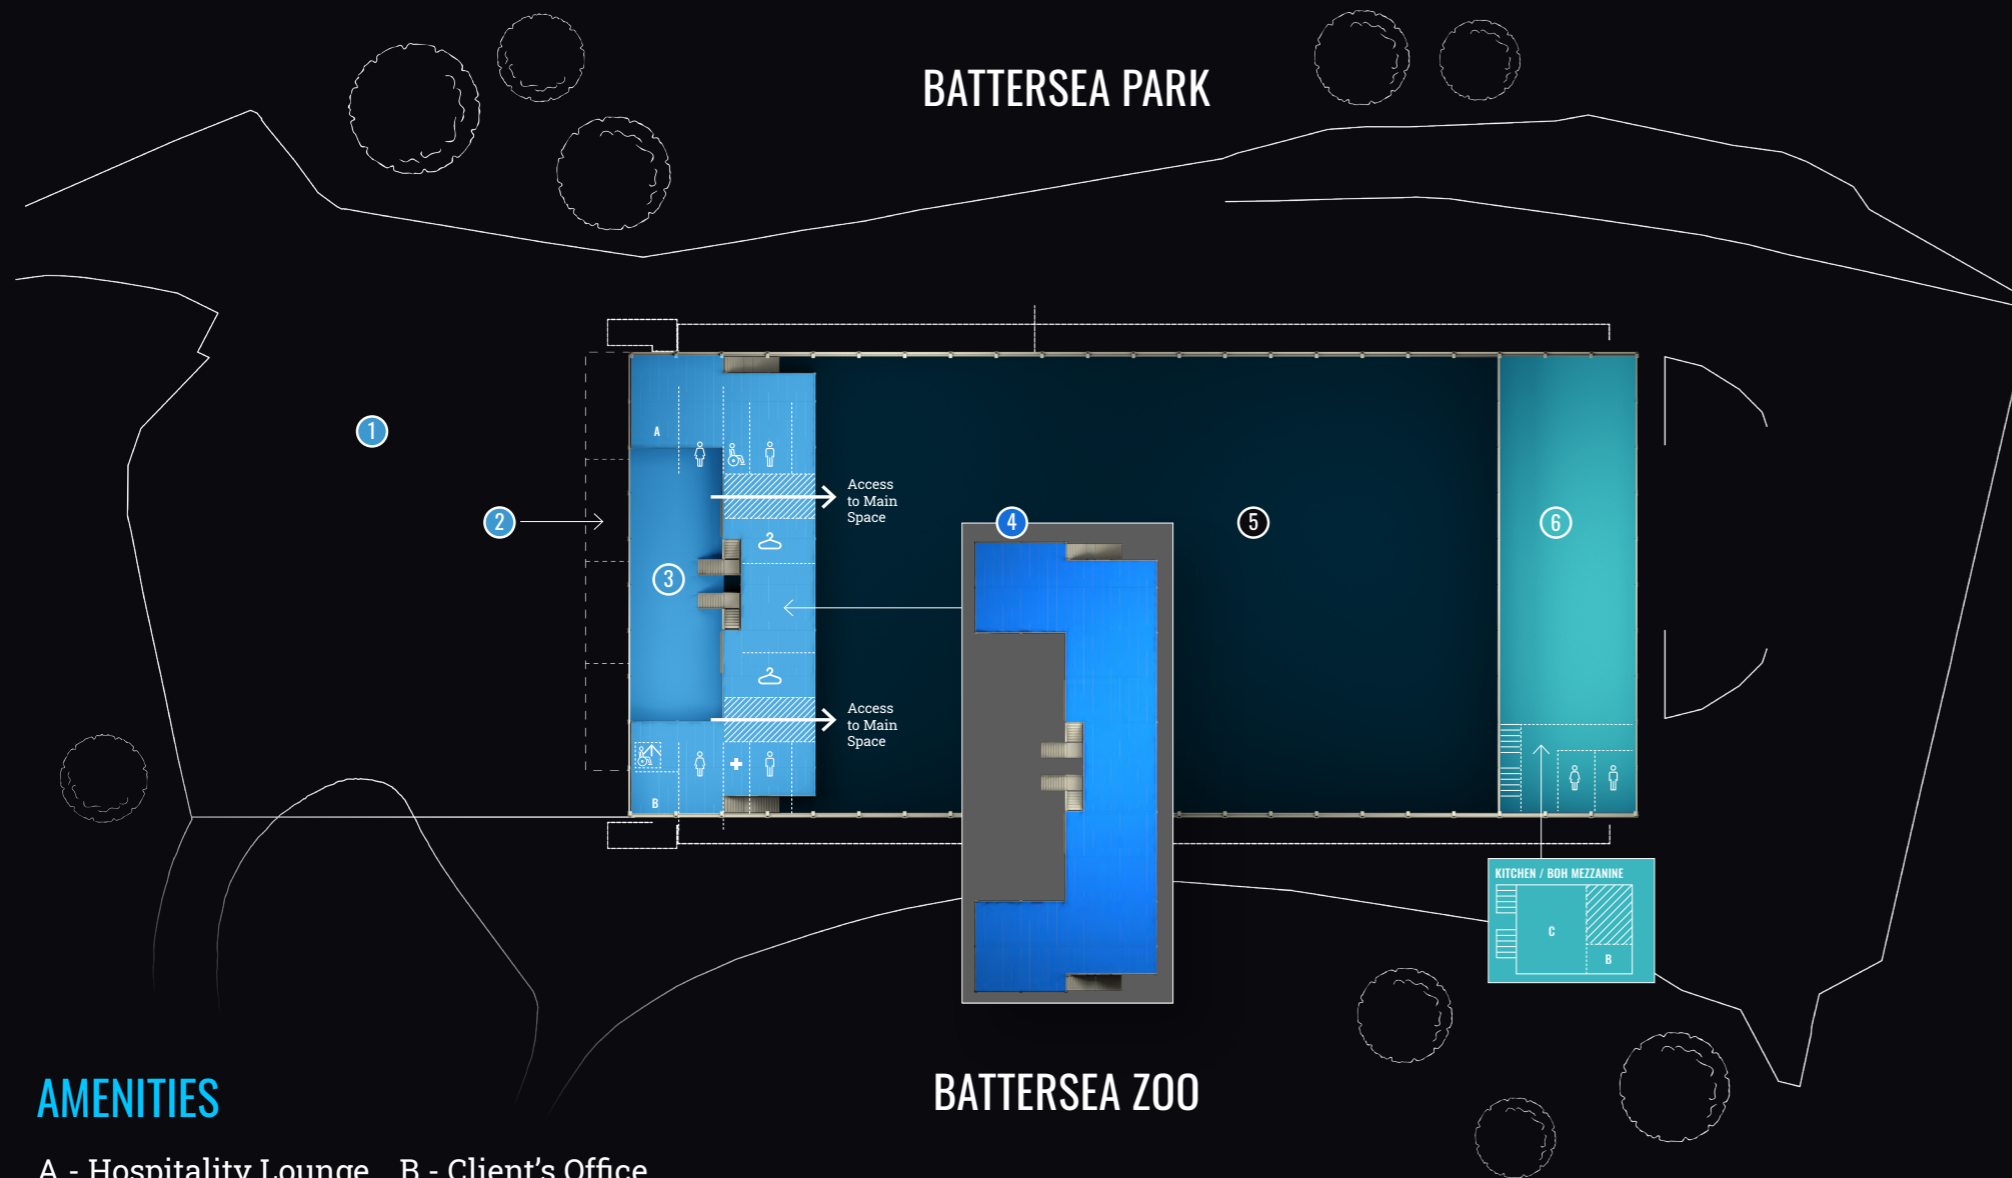 BATTERSEA PARK
1
A
Access
to Main
Space
2
4
5
6
3
Access
to Main
Space
B
KITCHEN / BOH MEZZANINE
C
B
AMENITIES
BATTERSEA ZOO
A - Hospitality Lounge B - Client’s Office